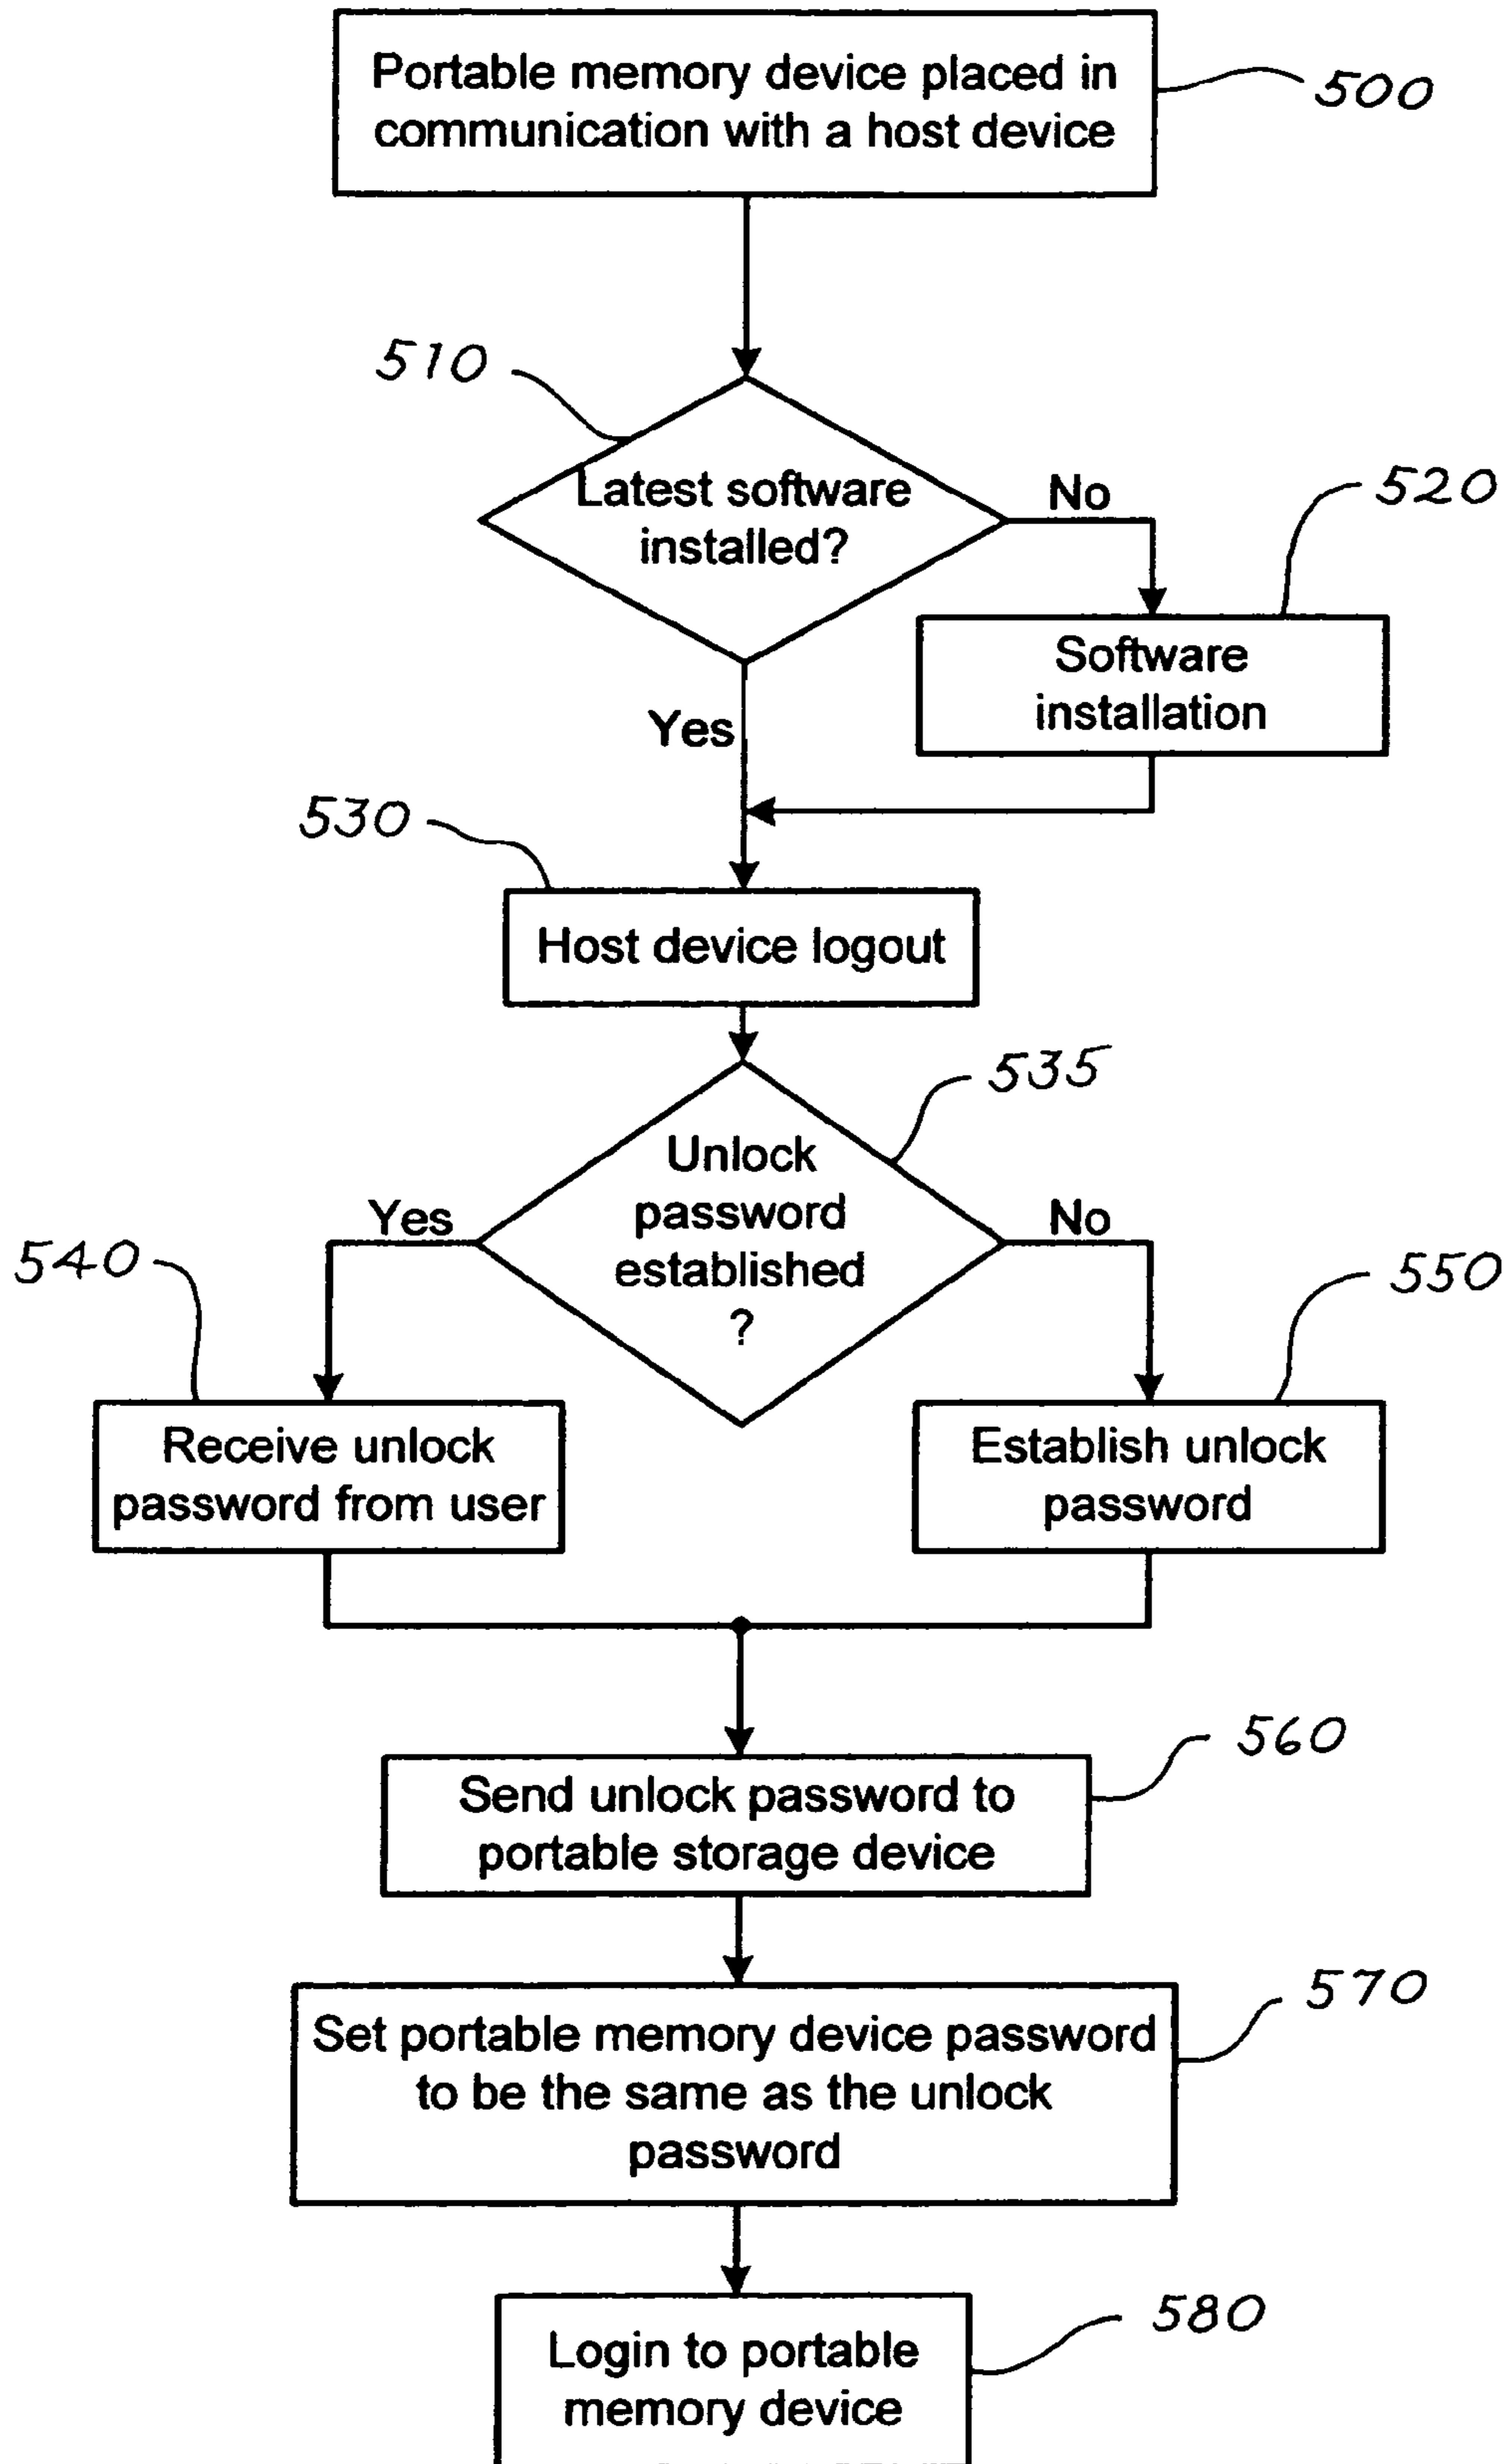 Portable memory device placed in
communication with a host device
500
510
Latest software
installed?
No
520
Software
installation
Yes
530
Host device logout
535
Unlock
password
established
?
Yes
No
540
550
Receive unlock
password from user
Establish unlock
password
560
Send unlock password to
portable storage device
570
Set portable memory device password
to be the same as the unlock
password
580
Login to portable
memory device